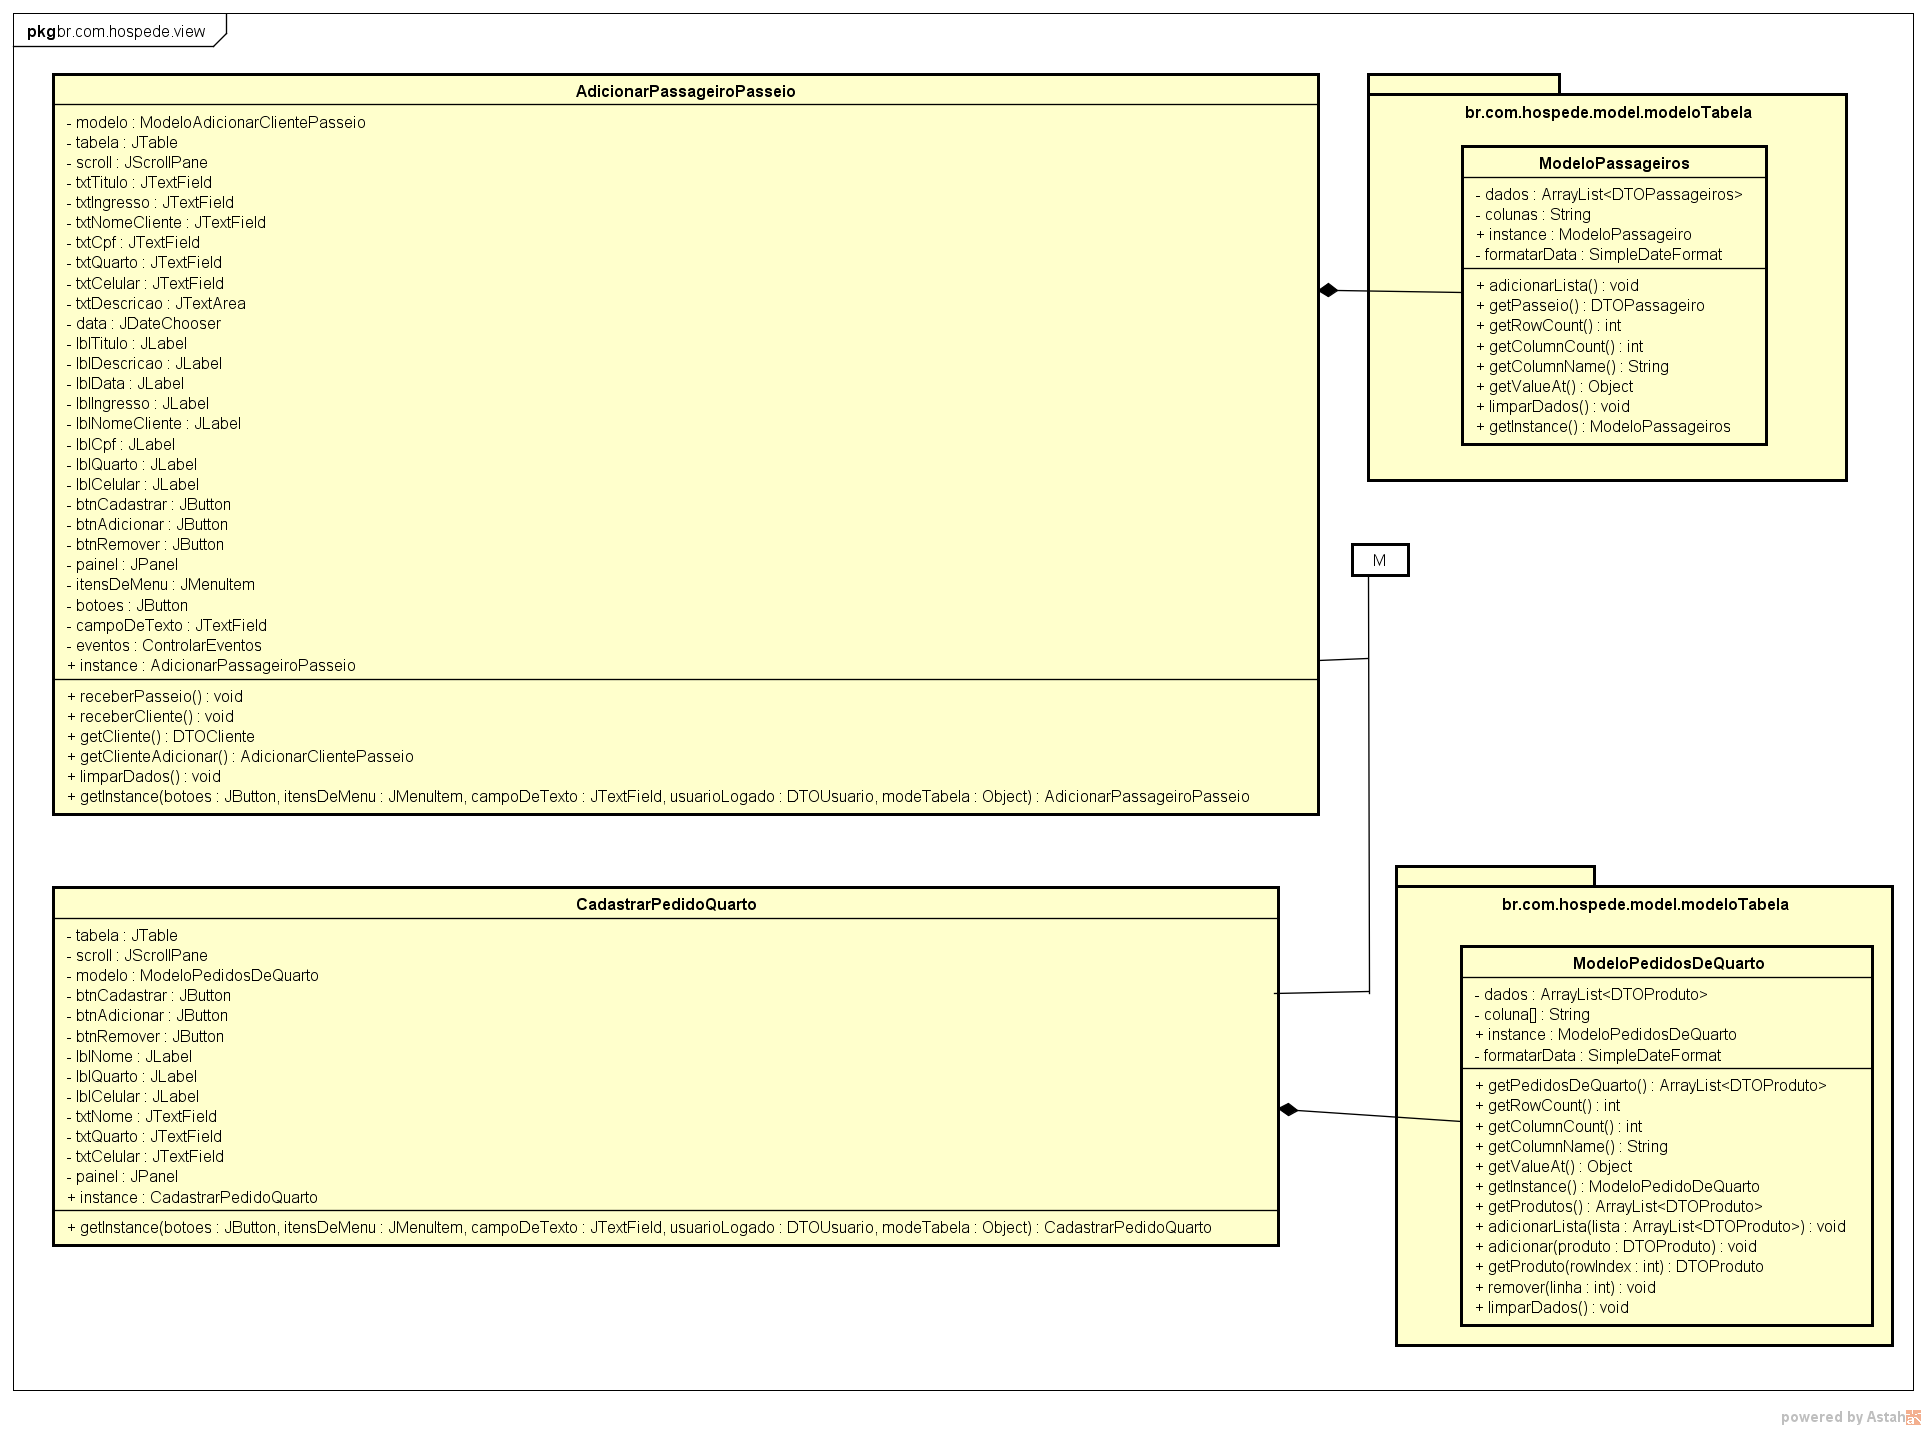 pkg br.com.hospede.view
AdicionarPassageiroPasseio
- modelo : ModeloAdicionarClientePasseio
- tabela : JTable
- scroll : JScrollPane
- txtTitulo : JTextField
- txtIngresso : JTextField
- txtNomeCliente : JTextField
- txtCpf : JTextField
- txtQuarto : JTextField
- txtCelular : JTextField
- txtDescricao : JTextArea
- data : JDateChooser
- lblTitulo : JLabel
- lblDescricao : JLabel
- lblData : JLabel
- lblIngresso : JLabel
- lblNomeCliente : JLabel
- lblCpf : JLabel
- lblQuarto : JLabel
- lblCelular : JLabel
- btnCadastrar : JButton
- btnAdicionar : JButton
- btnRemover : JButton
- painel : JPanel
- itensDeMenu : JMenuItem
- botoes : JButton
- campoDeTexto : JTextField
- eventos : ControlarEventos
+ instance : AdicionarPassageiroPasseio
+ receberPasseio() : void
+ receberCliente() : void
+ getCliente() : DTOCliente
+ getClienteAdicionar() : AdicionarClientePasseio
+ limparDados() : void
+ getInstance(botoes : JButton, itensDeMenu : JMenuItem, campoDeTexto : JTextField, usuarioLogado : DTOUsuario, modeTabela : Object) : AdicionarPassageiroPasseio
br.com.hospede.model.modeloTabela
ModeloPassageiros
- dados : ArrayList<DTOPassageiros>
- colunas : String
+ instance : ModeloPassageiro
- formatarData : SimpleDateFormat
+ adicionarLista() : void
+ getPasseio() : DTOPassageiro
+ getRowCount() : int
+ getColumnCount() : int
+ getColumnName() : String
+ getValueAt() : Object
+ limparDados() : void
+ getInstance() : ModeloPassageiros
M
CadastrarPedidoQuarto
- tabela : JTable
- scroll : JScrollPane
- modelo : ModeloPedidosDeQuarto
- btnCadastrar : JButton
- btnAdicionar : JButton
- btnRemover : JButton
- lblNome : JLabel
- lblQuarto : JLabel
- lblCelular : JLabel
- txtNome : JTextField
- txtQuarto : JTextField
- txtCelular : JTextField
- painel : JPanel
+ instance : CadastrarPedidoQuarto
+ getInstance(botoes : JButton, itensDeMenu : JMenuItem, campoDeTexto : JTextField, usuarioLogado : DTOUsuario, modeTabela : Object) : CadastrarPedidoQuarto
br.com.hospede.model.modeloTabela
ModeloPedidosDeQuarto
- dados : ArrayList<DTOProduto>
- coluna[] : String
+ instance : ModeloPedidosDeQuarto
- formatarData : SimpleDateFormat
+ getPedidosDeQuarto() : ArrayList<DTOProduto>
+ getRowCount() : int
+ getColumnCount() : int
+ getColumnName() : String
+ getValueAt() : Object
+ getInstance() : ModeloPedidoDeQuarto
+ getProdutos() : ArrayList<DTOProduto>
+ adicionarLista(lista : ArrayList<DTOProduto>) : void
+ adicionar(produto : DTOProduto) : void
+ getProduto(rowIndex : int) : DTOProduto
+ remover(linha : int) : void
+ limparDados() : void
powered by Astah